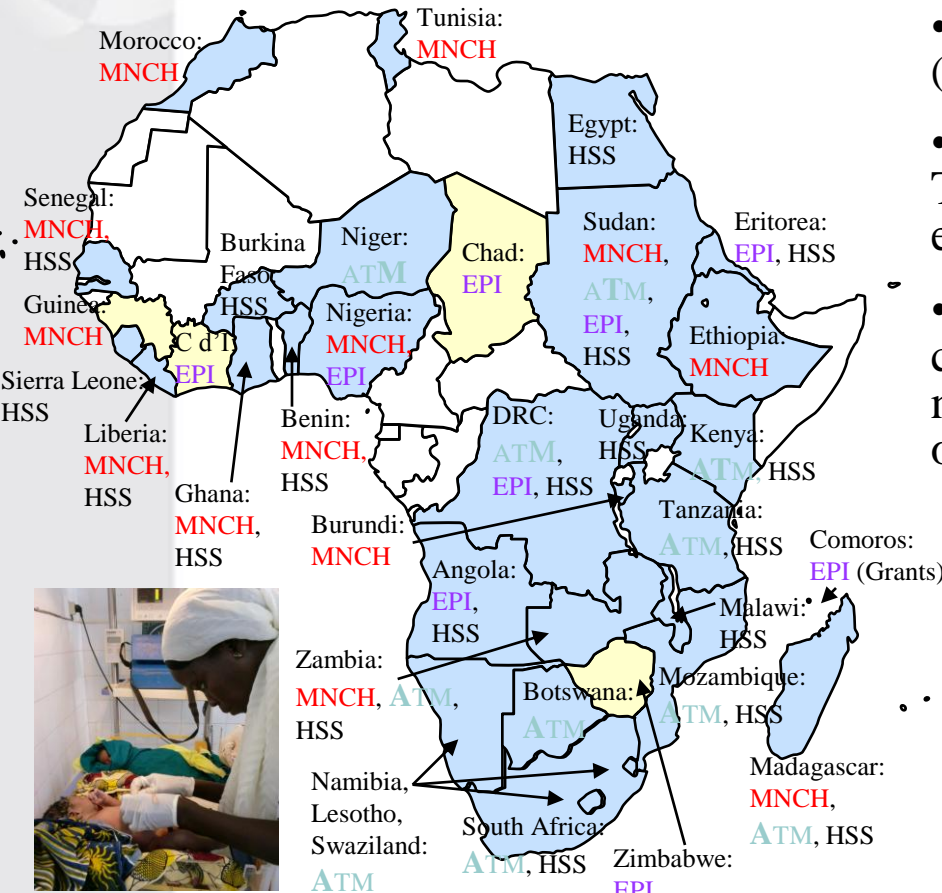 Morocco:
MNCH
Tunisia:
MNCH
Egypt:
HSS
Senegal:
MNCH,
HSS
Burkina
Faso:
HSS
Niger:
ATM
Chad:
EPI
Sudan:
MNCH,
ATM,
EPI,
HSS
Eritorea:
EPI, HSS
Guinea:
MNCH
C d'I:
EPI
Nigeria:
MNCH,
EPI
Ethiopia:
MNCH
Sierra Leone:
HSS
Liberia:
MNCH,
HSS
Ghana:
MNCH,
HSS
Benin:
MNCH,
HSS
DRC:
ATM,
EPI, HSS
Uganda:
HSS
Kenya:
ATM, HSS
Burundi:
MNCH
Tanzania:
ATM, HSS
Comoros:
EPI (Grants)
Angola:
EPI,
HSS
Malawi:
HSS
Zambia:
MNCH, ATM,
HSS
Botswana:
ATM
Mozambique:
ATM, HSS
Madagascar:
MNCH,
ATM, HSS
Namibia,
Lesotho,
Swaziland:
ATM
South Africa:
ATM, HSS
Zimbabwe:
EPI